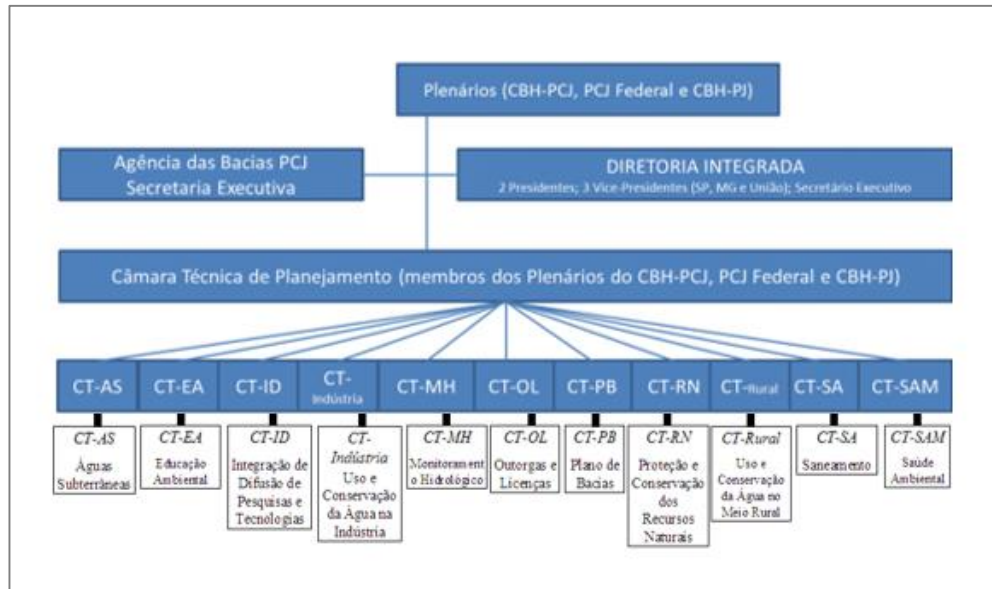 Plenários (CBH-PCJ, PCJ Federal e CBH-PJ)
Agência das Bacias PCJ
Secretaria Executiva
DIRETORIA INTEGRADA
2 Presidentes; 3 Vice-Presidentes (SP, MG e União); Secretário Executivo
Câmara Técnica de Planejamento (membros dos Plenários do CBH-PCJ, PCJ Federal e CBH-PJ)
CT-AS
CT-EA
CT-ID
CT-
Indústria
CT-MH
CT-OL
CT-PB
CT-RN
CT-Rural
CT-SA
CT-SAM
CT-AS
Águas
Subterrâneas
CT-EA
Educação
Ambiental
CT-ID
Integração de
Difusão de
Pesquisas e
Tecnologias
CT-
Indústria
Uso e
Conservação
da Água na
Indústria
CT-MH
Monitorament
o Hidrológico
CT-OL
Outorgas e
Licenças
CT-PB
Plano de
Bacias
CT-RN
Proteção e
Conservação
dos
Recursos
Naturais
CT-Rural
Uso e
Conservação
da Água no
Meio Rural
CT-SA
Saneamento
CT-SAM
Saúde
Ambiental